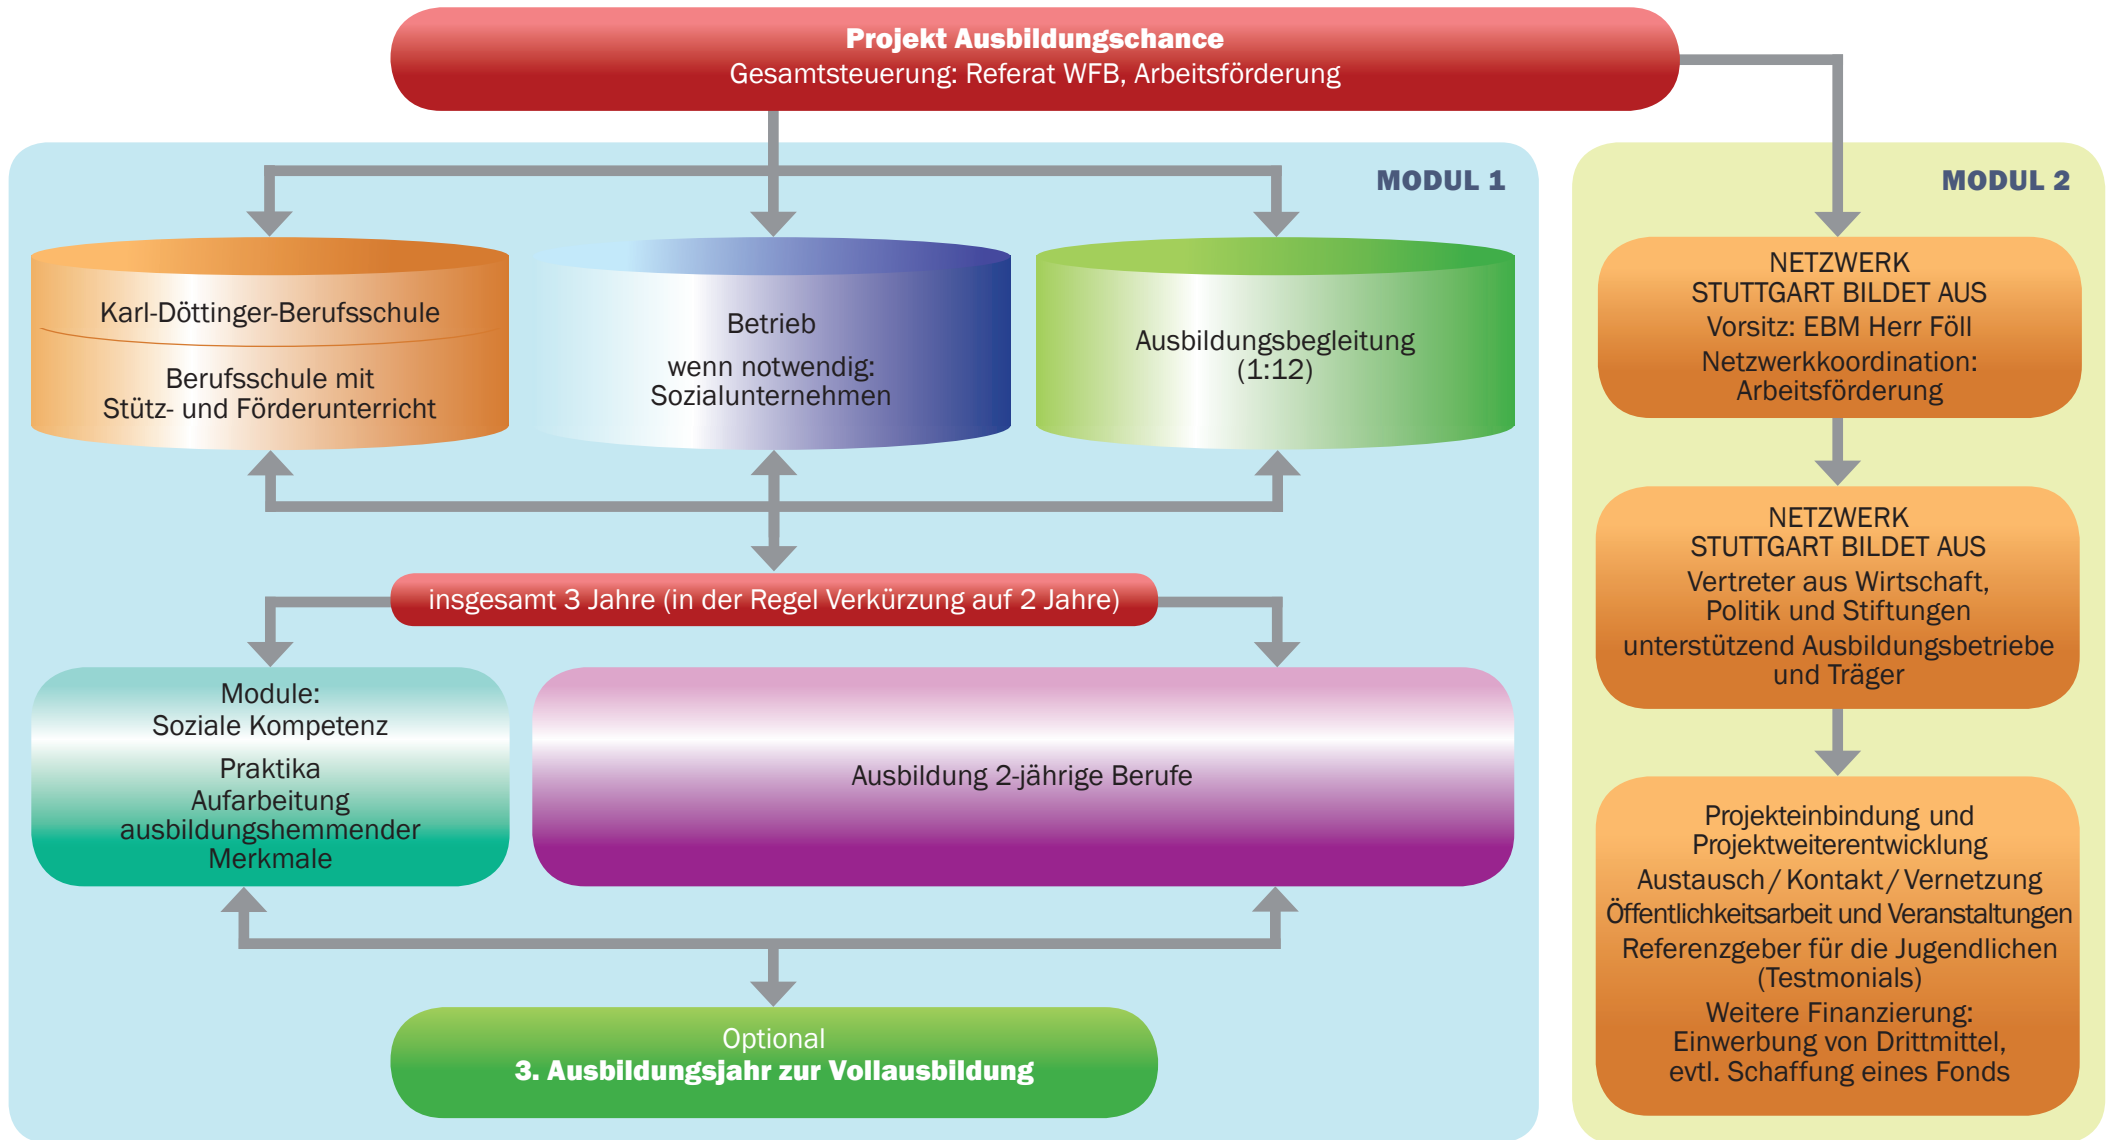 Projekt Ausbildungschance
Gesamtsteuerung: Referat WFB, Arbeitsförderung
MODUL 1
Karl-Döttinger-Berufsschule
Berufsschule mit
Stütz- und Förderunterricht
Betrieb
wenn notwendig:
Sozialunternehmen
Ausbildungsbegleitung
(1:12)
insgesamt 3 Jahre (in der Regel Verkürzung auf 2 Jahre)
Module:
Soziale Kompetenz
Praktika
Aufarbeitung
ausbildungshemmender
Merkmale
Ausbildung 2-jährige Berufe
Optional
3. Ausbildungsjahr zur Vollausbildung
MODUL 2
NETZWERK
STUTTGART BILDET AUS
Vorsitz: EBM Herr Föll
Netzwerkkoordination:
Arbeitsförderung
NETZWERK
STUTTGART BILDET AUS
Vertreter aus Wirtschaft,
Politik und Stiftungen
unterstützend Ausbildungsbetriebe
und Träger
Projekteinbindung und
Projektweiterentwicklung
Austausch / Kontakt / Vernetzung
Öffentlichkeitsarbeit und Veranstaltungen
Referenzgeber für die Jugendlichen
(Testmonials)
Weitere Finanzierung:
Einwerbung von Drittmittel,
evtl. Schaffung eines Fonds